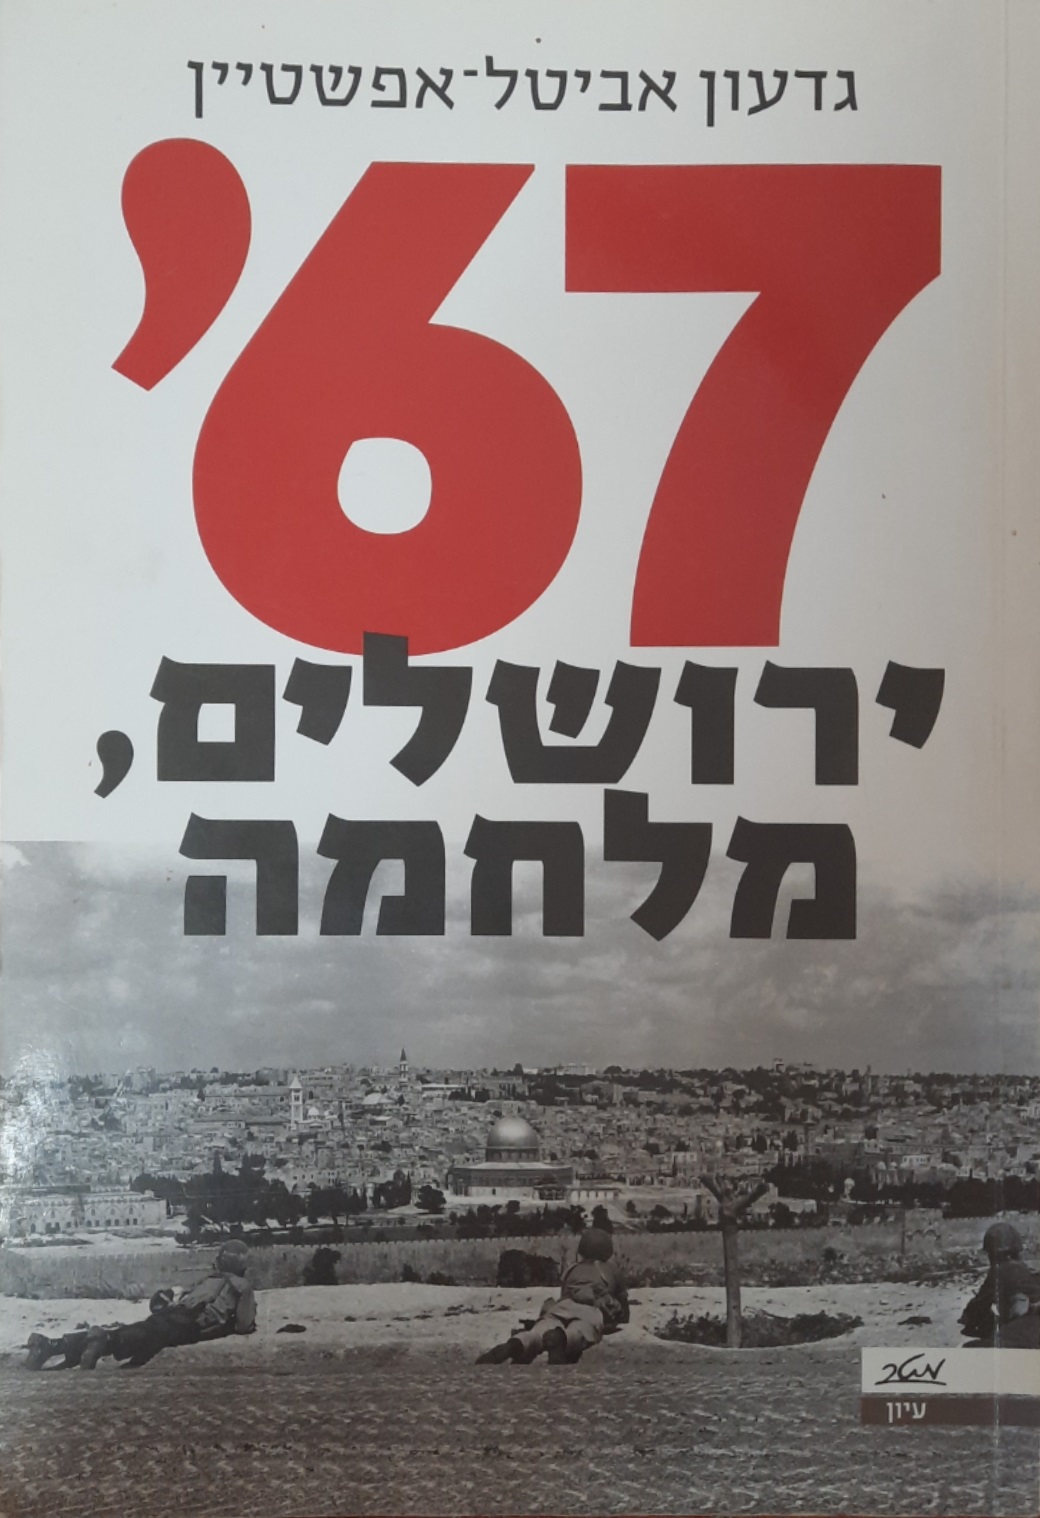 גדעון אביטל־אפשטיין
67'
ירושלים,
מלחמה
מטר
עיון